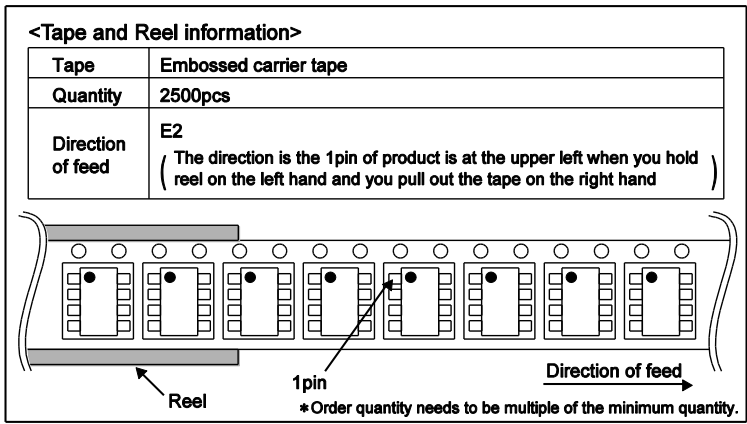 <Tape and Reel information>
Tape Embossed carrier tape
Quantity 2500pcs
Direction of feed E2
( The direction is the 1pin of product is at the upper left when you hold
reel on the left hand and you pull out the tape on the right hand )
Direction of feed
1pin
Reel
*Order quantity needs to be multiple of the minimum quantity.